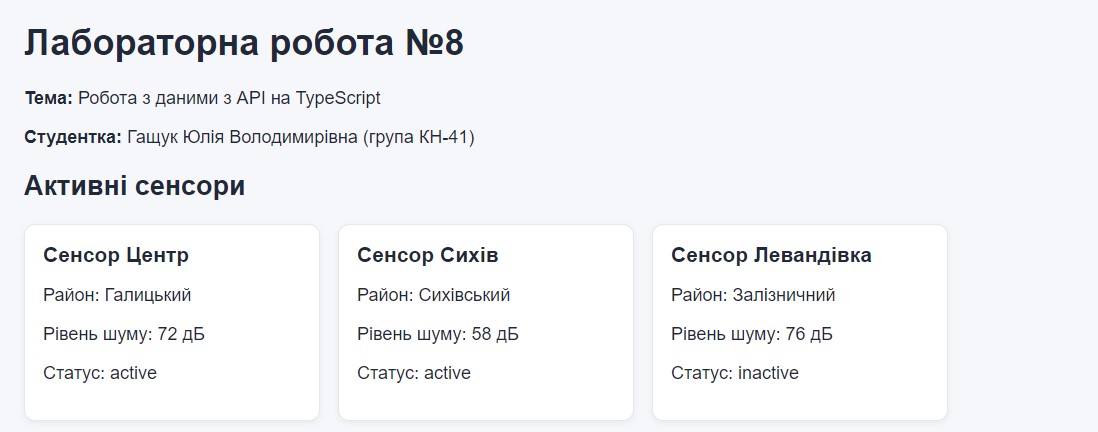 Лабораторна робота №8
Тема: Робота з даними з API на TypeScript
Студентка: Гащук Юлія Володимирівна (група КН-41)
Активні сенсори
Сенсор Центр
Район: Галицький
Рівень шуму: 72 дБ
Статус: active
Сенсор Сихів
Район: Сихівський
Рівень шуму: 58 дБ
Статус: active
Сенсор Левандівка
Район: Залізничний
Рівень шуму: 76 дБ
Статус: inactive